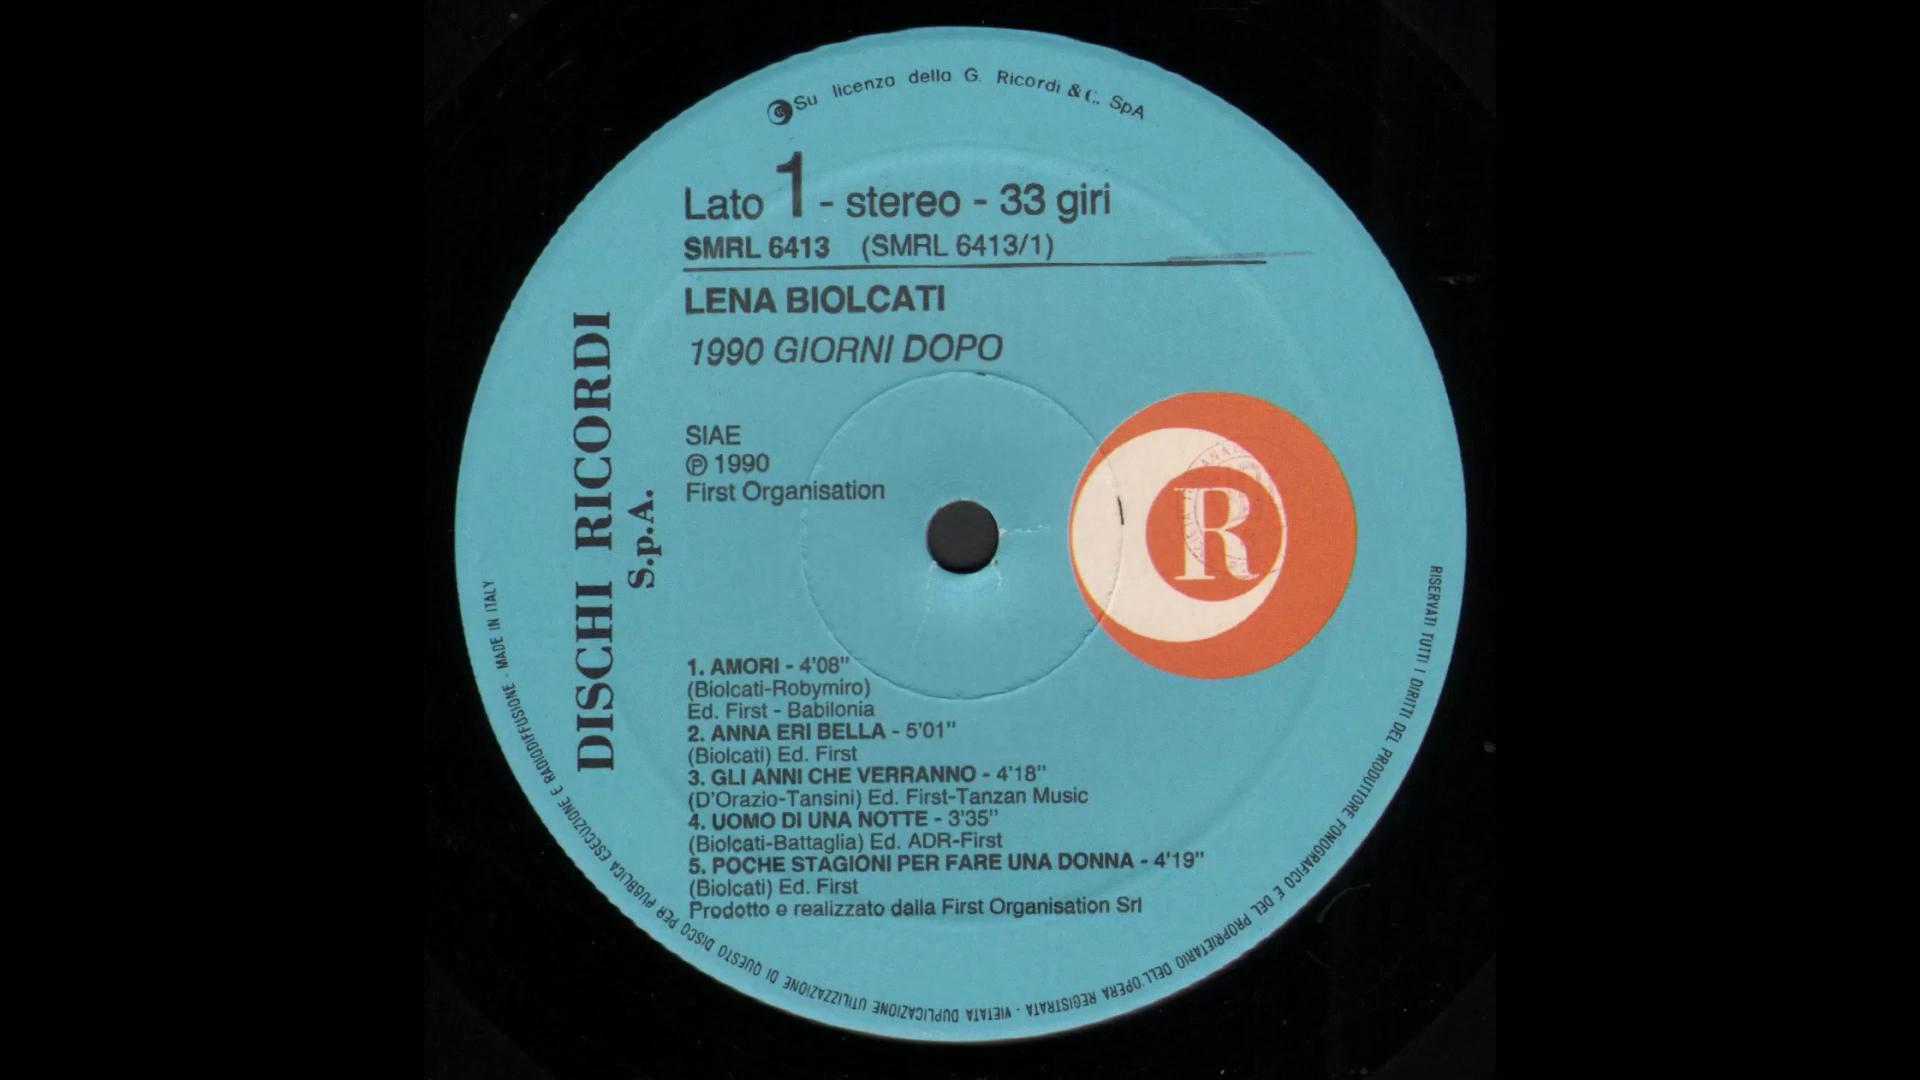 Su licenza della G. Ricordi & C. SpA
Lato 1 - stereo - 33 giri
SMRL 6413 (SMRL 6413/1)
LENA BIOLCATI
1990 GIORNI DOPO
SIAE
℗ 1990
First Organisation
DISCHI RICORDI
S.p.A.
R
1. AMORI - 4'08"
(Biolcati-Robymiro)
Ed. First - Babilonia
2. ANNA ERI BELLA - 5'01"
(Biolcati) Ed. First
3. GLI ANNI CHE VERRANNO - 4'18"
(D'Orazio-Tansini) Ed. First-Tanzan Music
4. UOMO DI UNA NOTTE - 3'35"
(Biolcati-Battaglia) Ed. ADR-First
5. POCHE STAGIONI PER FARE UNA DONNA - 4'19"
(Biolcati) Ed. First
Prodotto e realizzato dalla First Organisation Srl
RISERVATI TUTTI I DIRITTI DEL PRODUTTORE FONOGRAFICO E DEL PROPRIETARIO DELL'OPERA REGISTRATA - VIETATA DUPLICAZIONE UTILIZZAZIONE DI QUESTO DISCO PER PUBBLICA ESECUZIONE E RADIODIFFUSIONE - MADE IN ITALY